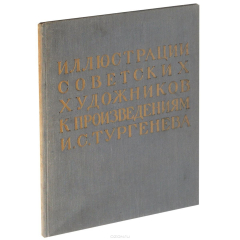 ИЛЛЮСТРАЦИИ
СОВЕТСКИХ
ХУДОЖНИКОВ
К ПРОИЗВЕДЕНИЯМ
И.С.ТУРГЕНЕВА